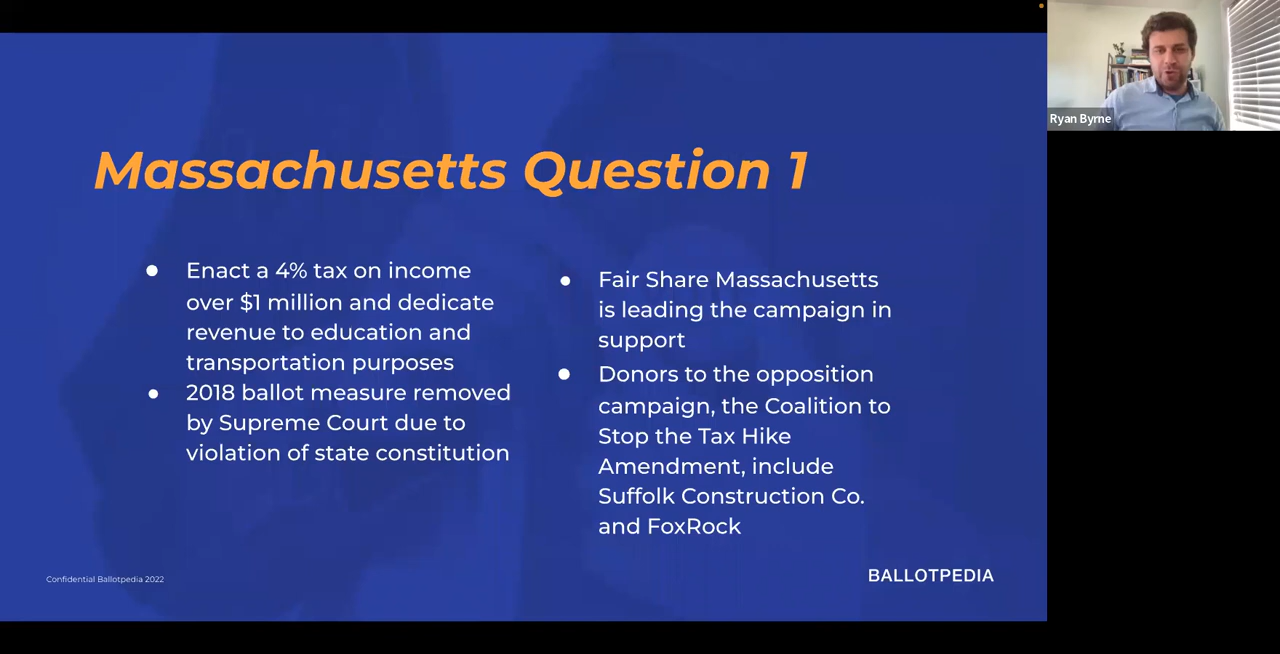 Ryan Byrne
Massachusetts Question 1
● Enact a 4% tax on income
over $1 million and dedicate
revenue to education and
transportation purposes
● 2018 ballot measure removed
by Supreme Court due to
violation of state constitution
● Fair Share Massachusetts
is leading the campaign in
support
● Donors to the opposition
campaign, the Coalition to
Stop the Tax Hike
Amendment, include
Suffolk Construction Co.
and FoxRock
Confidential Ballotpedia 2022
BALLOTPEDIA